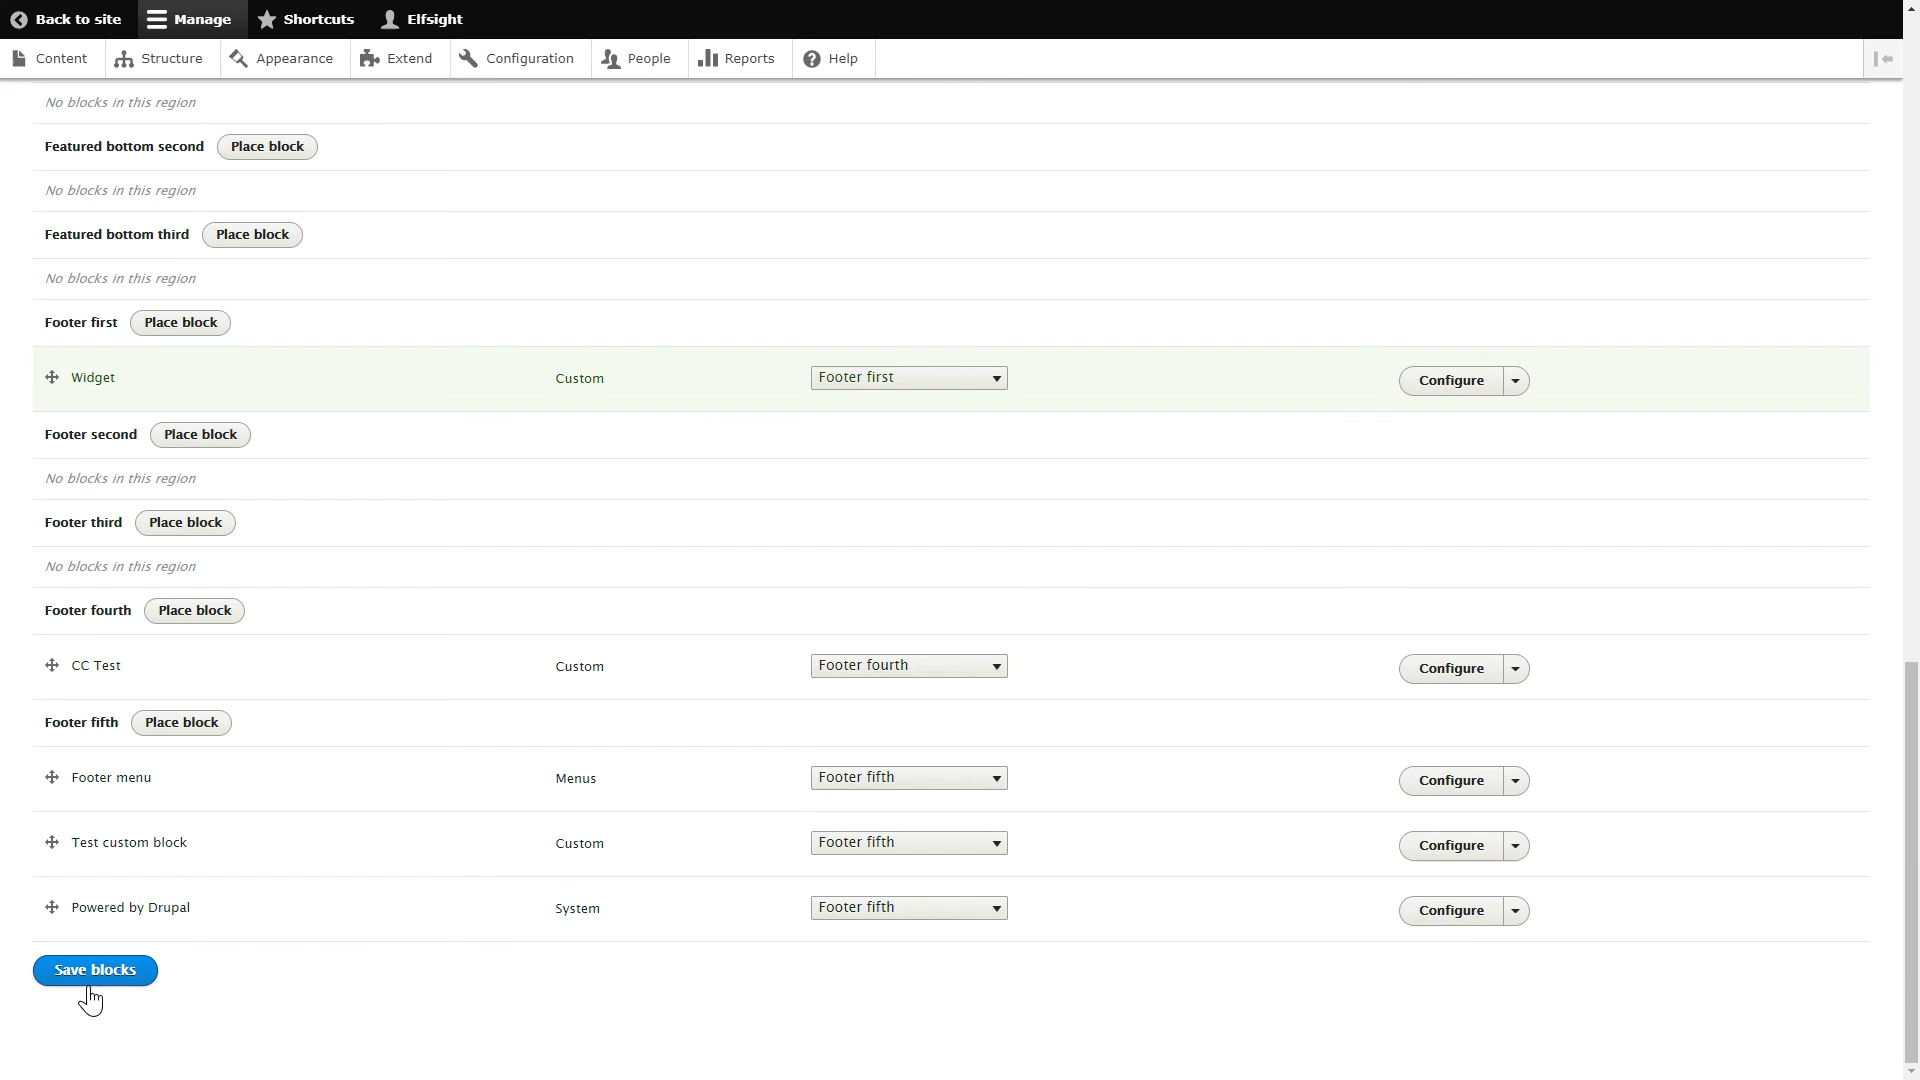 Back to site Manage Shortcuts Elfsight
Content Structure Appearance Extend Configuration People Reports Help
No blocks in this region
Featured bottom second Place block
No blocks in this region
Featured bottom third Place block
No blocks in this region
Footer first Place block
Widget Custom Footer first Configure
Footer second Place block
No blocks in this region
Footer third Place block
No blocks in this region
Footer fourth Place block
CC Test Custom Footer fourth Configure
Footer fifth Place block
Footer menu Menus Footer fifth Configure
Test custom block Custom Footer fifth Configure
Powered by Drupal System Footer fifth Configure
Save blocks